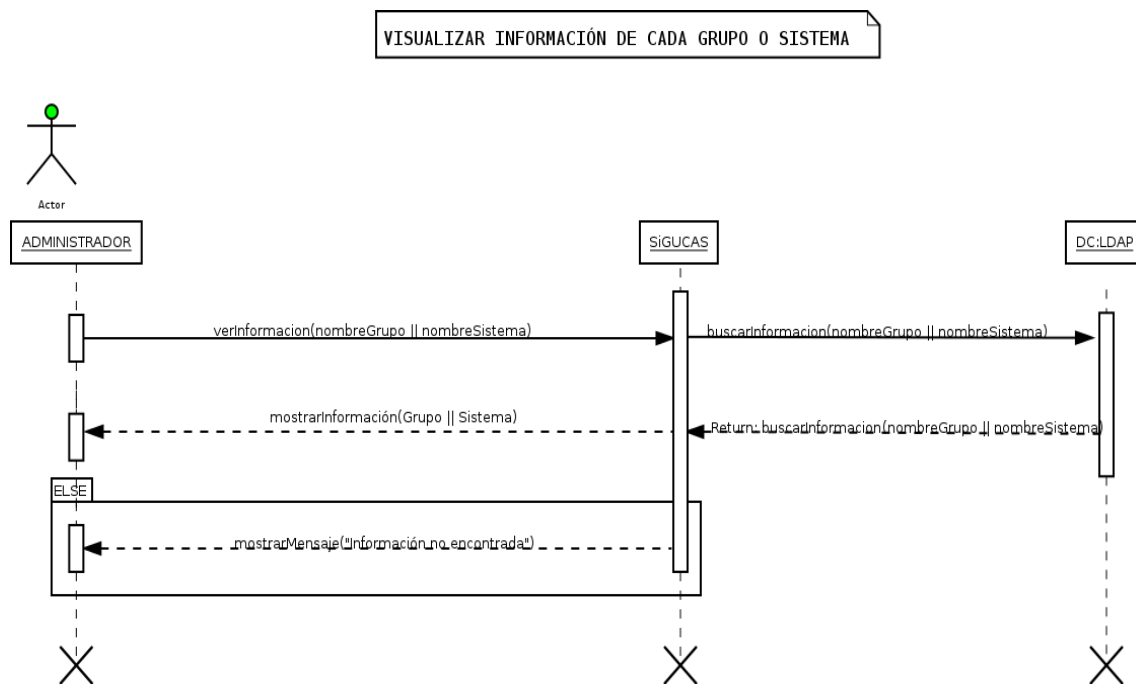 VISUALIZAR INFORMACIÓN DE CADA GRUPO O SISTEMA
Actor
ADMINISTRADOR
SiGUCAS
DC:LDAP
verInformacion(nombreGrupo || nombreSistema)
buscarInformacion(nombreGrupo || nombreSistema)
mostrarInformación(Grupo || Sistema)
Return: buscarInformacion(nombreGrupo || nombreSistema)
ELSE
mostrarMensaje("Información no encontrada")